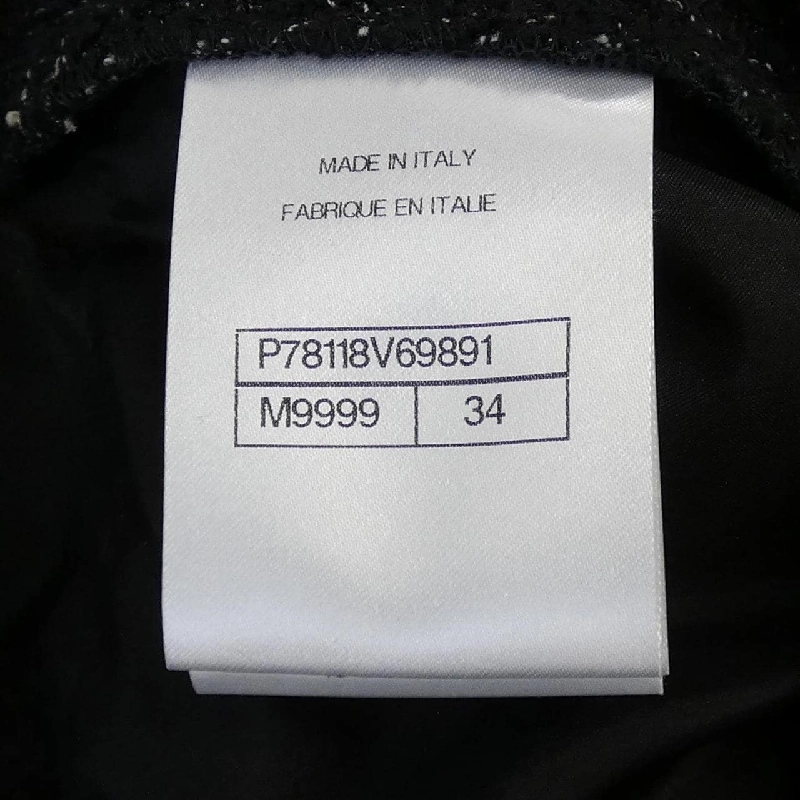 MADE IN ITALY
FABRIQUE EN ITALIE
P78118V69891
M9999 34